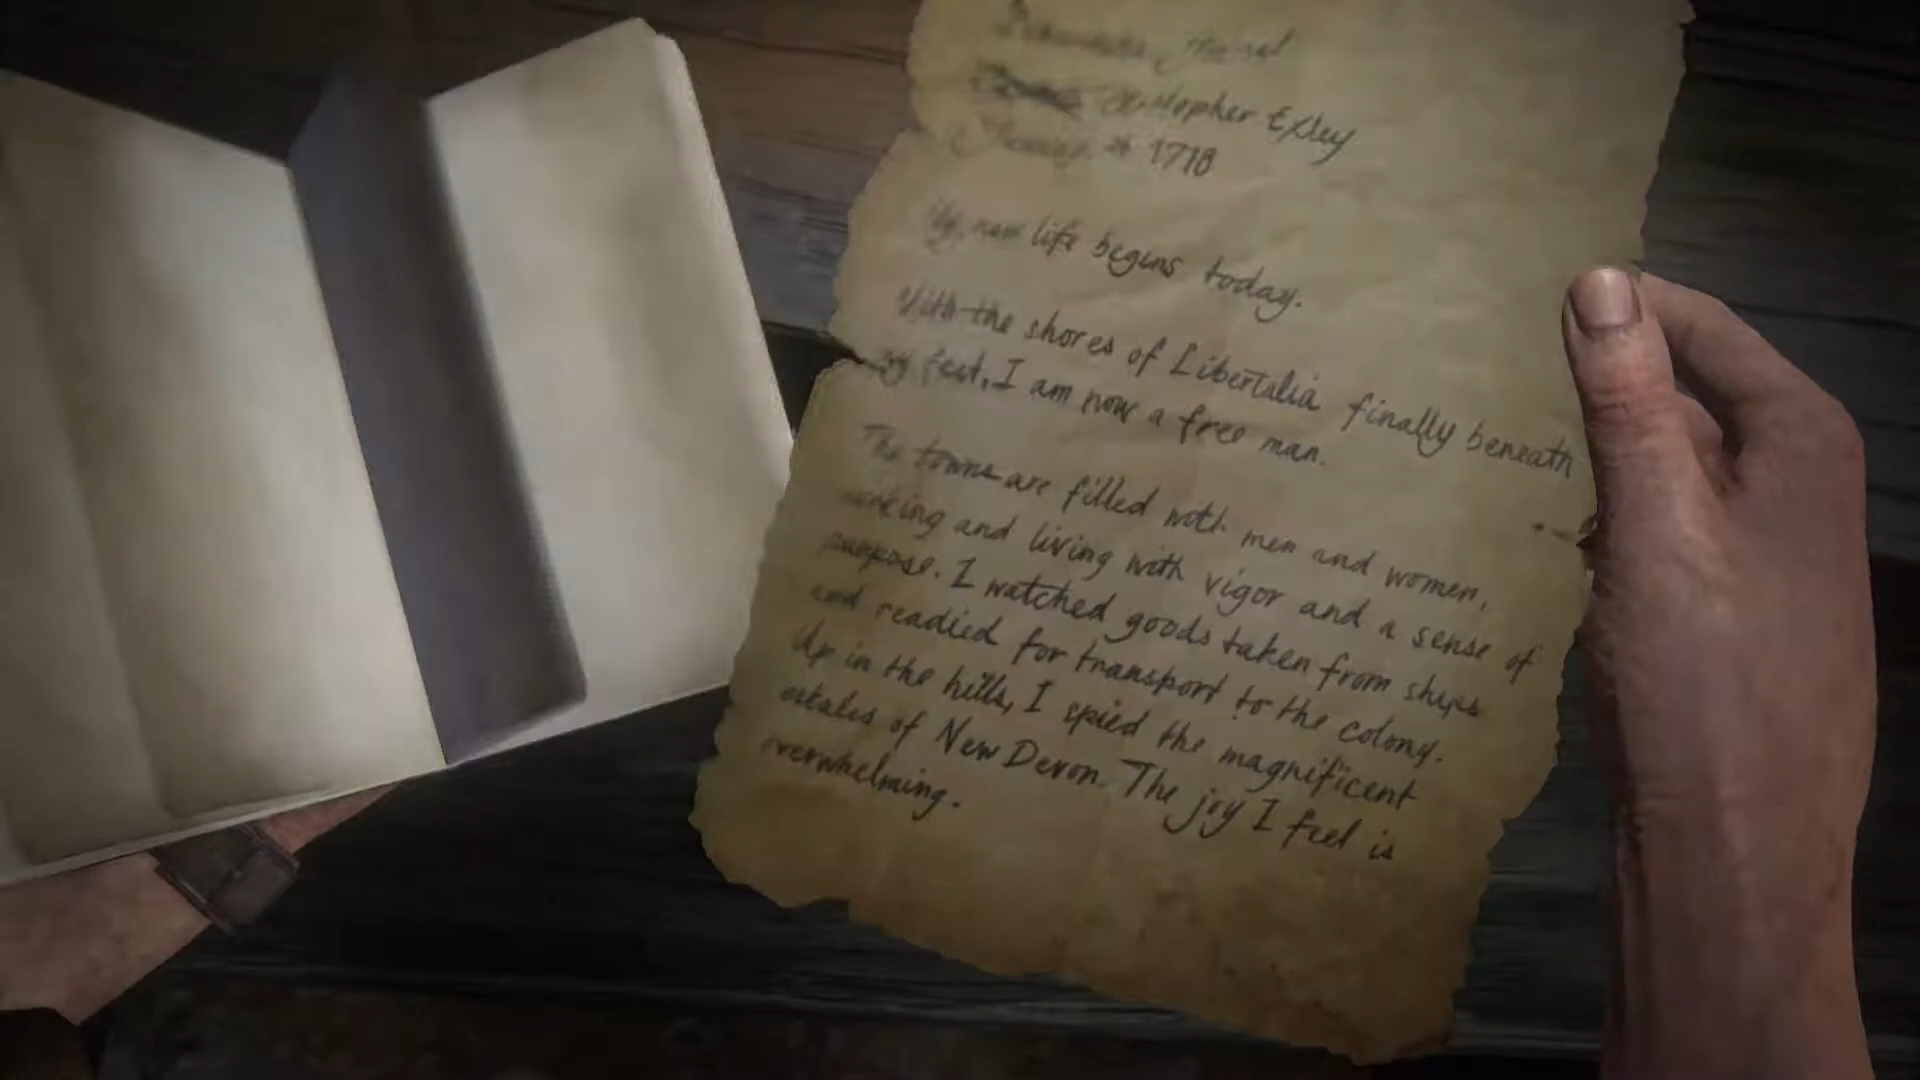 Journal
Christopher Exley
1718
My new life begins today.
With the shores of Libertalia finally beneath
my feet, I am now a free man.
The towns are filled with men and women,
working and living with vigor and a sense of
purpose. I watched goods taken from ships
and readied for transport to the colony.
Up in the hills, I spied the magnificent
estates of New Devon. The joy I feel is
overwhelming.